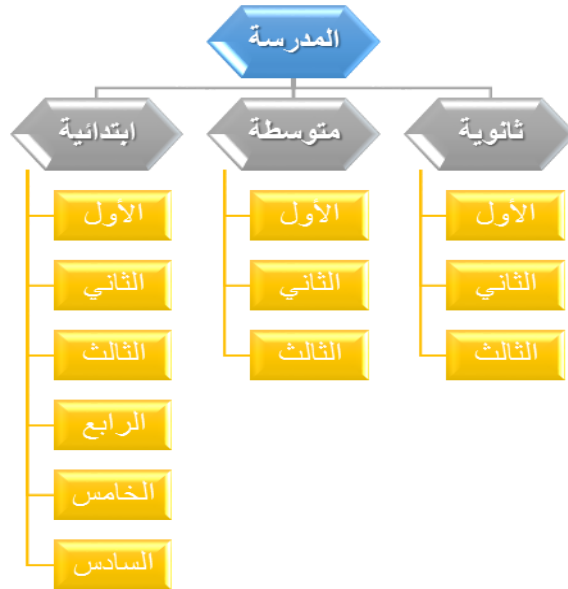 المدرسة
ثانوية
متوسطة
ابتدائية
الأول
الأول
الأول
الثاني
الثاني
الثاني
الثالث
الثالث
الثالث
الرابع
الخامس
السادس